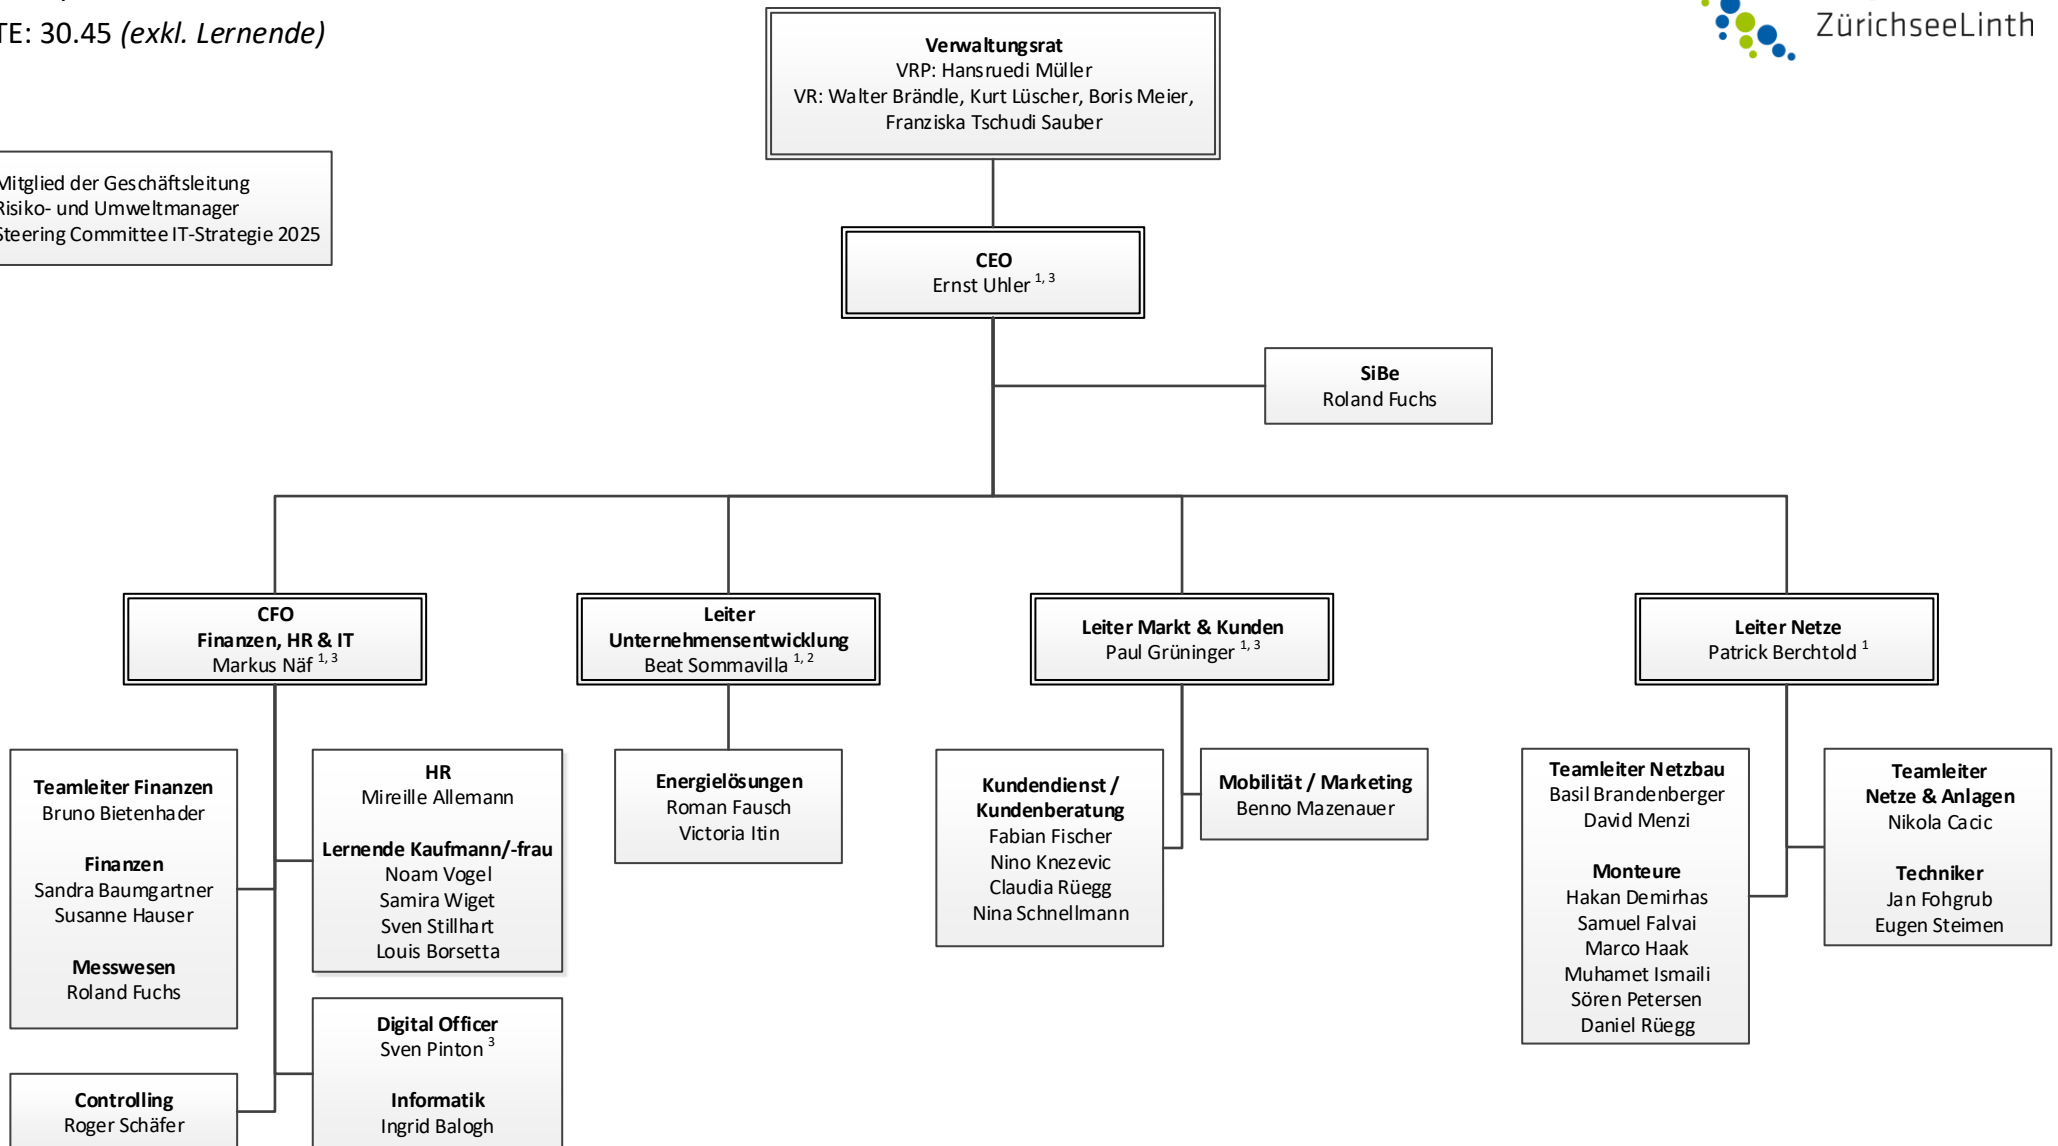 TE: 30.45 (exkl. Lernende)
ZürichseeLinth
Verwaltungsrat
VRP: Hansruedi Müller
VR: Walter Brändle, Kurt Lüscher, Boris Meier,
Franziska Tschudi Sauber
Mitglied der Geschäftsleitung
Risiko- und Umweltmanager
Steering Committee IT-Strategie 2025
CEO
Ernst Uhler 1, 3
SiBe
Roland Fuchs
CFO
Finanzen, HR & IT
Markus Näf 1, 3
Leiter
Unternehmensentwicklung
Beat Sommavilla 1, 2
Leiter Markt & Kunden
Paul Grüninger 1, 3
Leiter Netze
Patrick Berchtold 1
Teamleiter Finanzen
Bruno Bietenhader
Finanzen
Sandra Baumgartner
Susanne Hauser
Messwesen
Roland Fuchs
Controlling
Roger Schäfer
HR
Mireille Allemann
Lernende Kaufmann/-frau
Noam Vogel
Samira Wiget
Sven Stillhart
Louis Borsetta
Digital Officer
Sven Pinton 3
Informatik
Ingrid Balogh
Energielösungen
Roman Fausch
Victoria Itin
Kundendienst /
Kundenberatung
Fabian Fischer
Nino Knezevic
Claudia Rüegg
Nina Schnellmann
Mobilität / Marketing
Benno Mazenauer
Teamleiter Netzbau
Basil Brandenberger
David Menzi
Monteure
Hakan Demirhas
Samuel Falvai
Marco Haak
Muhamet Ismaili
Sören Petersen
Daniel Rüegg
Teamleiter
Netze & Anlagen
Nikola Cacic
Techniker
Jan Fohgrub
Eugen Steimen